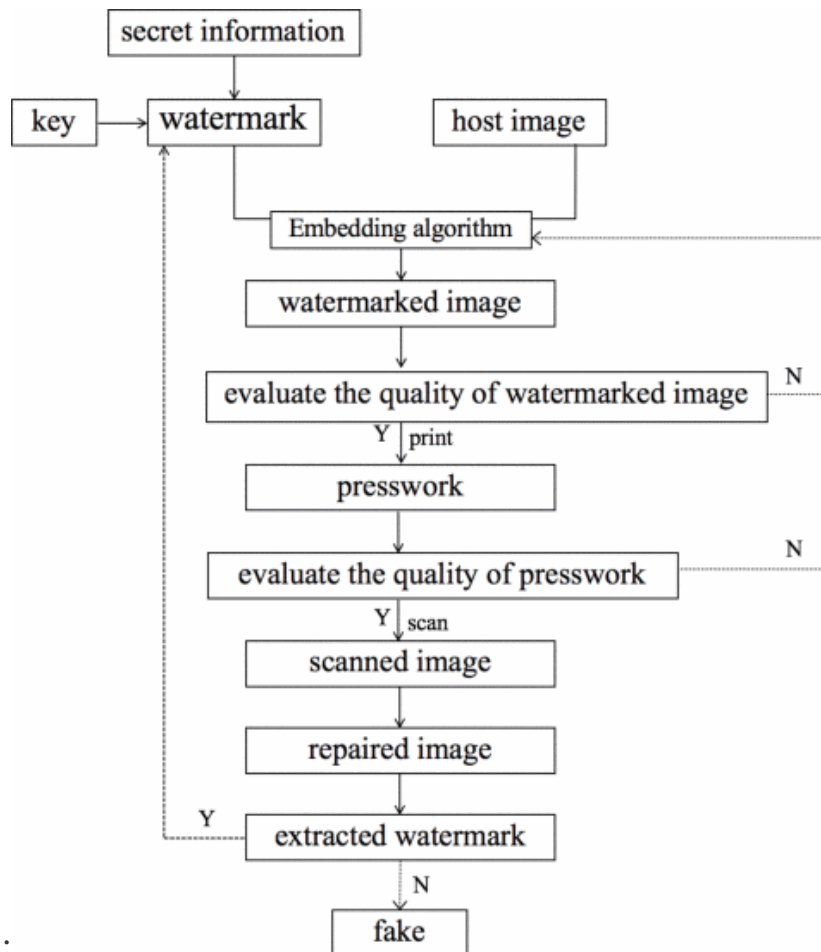 secret information
key
watermark
host image
Embedding algorithm
watermarked image
evaluate the quality of watermarked image
N
Y print
presswork
evaluate the quality of presswork
N
Y scan
scanned image
repaired image
Y
extracted watermark
N
fake
.